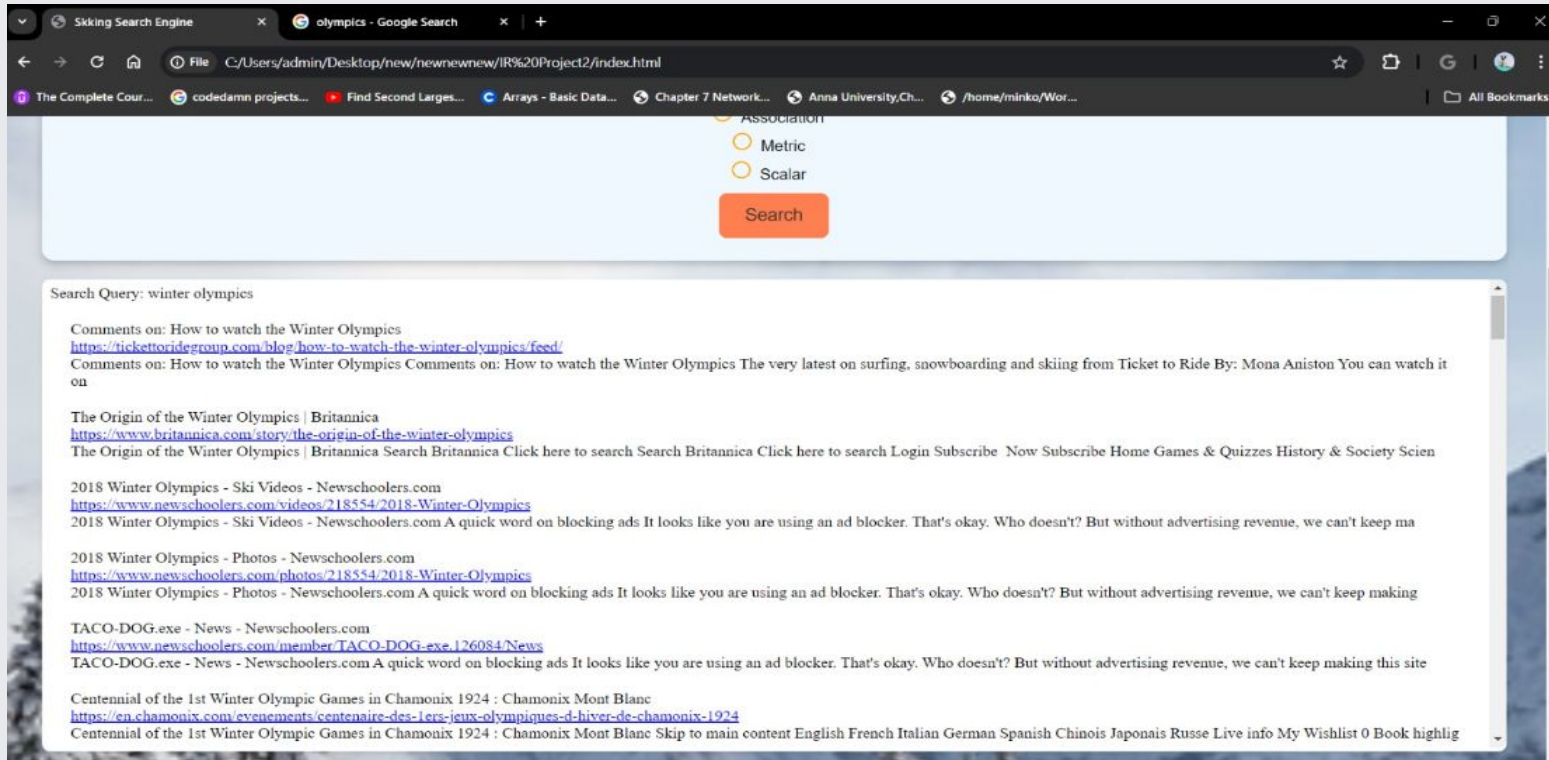 Skking Search Engine
olympics - Google Search
File C:/Users/admin/Desktop/new/newnewnew/IR%20Project2/index.html
The Complete Cour... codedamn projects... Find Second Larges... Arrays - Basic Data... Chapter 7 Network... Anna University,Ch... /home/minko/Wor... All Bookmarks
Association
Metric
Scalar
Search
Search Query: winter olympics
Comments on: How to watch the Winter Olympics
https://tickettoridegroup.com/blog/how-to-watch-the-winter-olympics/feed/
Comments on: How to watch the Winter Olympics Comments on: How to watch the Winter Olympics The very latest on surfing, snowboarding and skiing from Ticket to Ride By: Mona Aniston You can watch it
on
The Origin of the Winter Olympics | Britannica
https://www.britannica.com/story/the-origin-of-the-winter-olympics
The Origin of the Winter Olympics | Britannica Search Britannica Click here to search Search Britannica Click here to search Login Subscribe Now Subscribe Home Games & Quizzes History & Society Scien
2018 Winter Olympics - Ski Videos - Newschoolers.com
https://www.newschoolers.com/videos/218554/2018-Winter-Olympics
2018 Winter Olympics - Ski Videos - Newschoolers.com A quick word on blocking ads It looks like you are using an ad blocker. That's okay. Who doesn't? But without advertising revenue, we can't keep ma
2018 Winter Olympics - Photos - Newschoolers.com
https://www.newschoolers.com/photos/218554/2018-Winter-Olympics
2018 Winter Olympics - Photos - Newschoolers.com A quick word on blocking ads It looks like you are using an ad blocker. That's okay. Who doesn't? But without advertising revenue, we can't keep making
TACO-DOG.exe - News - Newschoolers.com
https://www.newschoolers.com/member/TACO-DOG-exe.126084/News
TACO-DOG.exe - News - Newschoolers.com A quick word on blocking ads It looks like you are using an ad blocker. That's okay. Who doesn't? But without advertising revenue, we can't keep making this site
Centennial of the 1st Winter Olympic Games in Chamonix 1924 : Chamonix Mont Blanc
https://en.chamonix.com/evenements/centenaire-des-1ers-jeux-olympiques-d-hiver-de-chamonix-1924
Centennial of the 1st Winter Olympic Games in Chamonix 1924 : Chamonix Mont Blanc Skip to main content English French Italian German Spanish Chinois Japonais Russe Live info My Wishlist 0 Book highlig